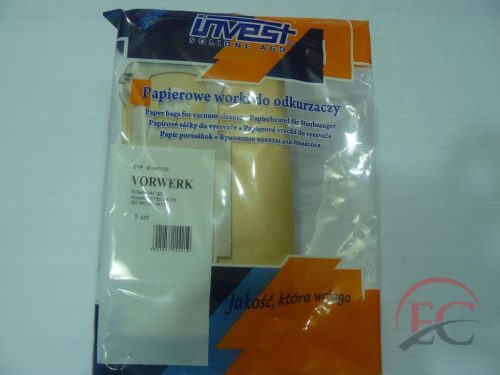 invest
SOLIDNE AGD
Papierowe worki do odkurzaczy
Paper bags for vacuum cleaner • Papierbeutel für Staubsauger
Papírové sáčky do vysavače • Papierové vrecká do vysávača
Papír porzsákok • Бумажные пакеты для пылесоса
VORWERK
5 szt
Jakość, która wciąga
EC